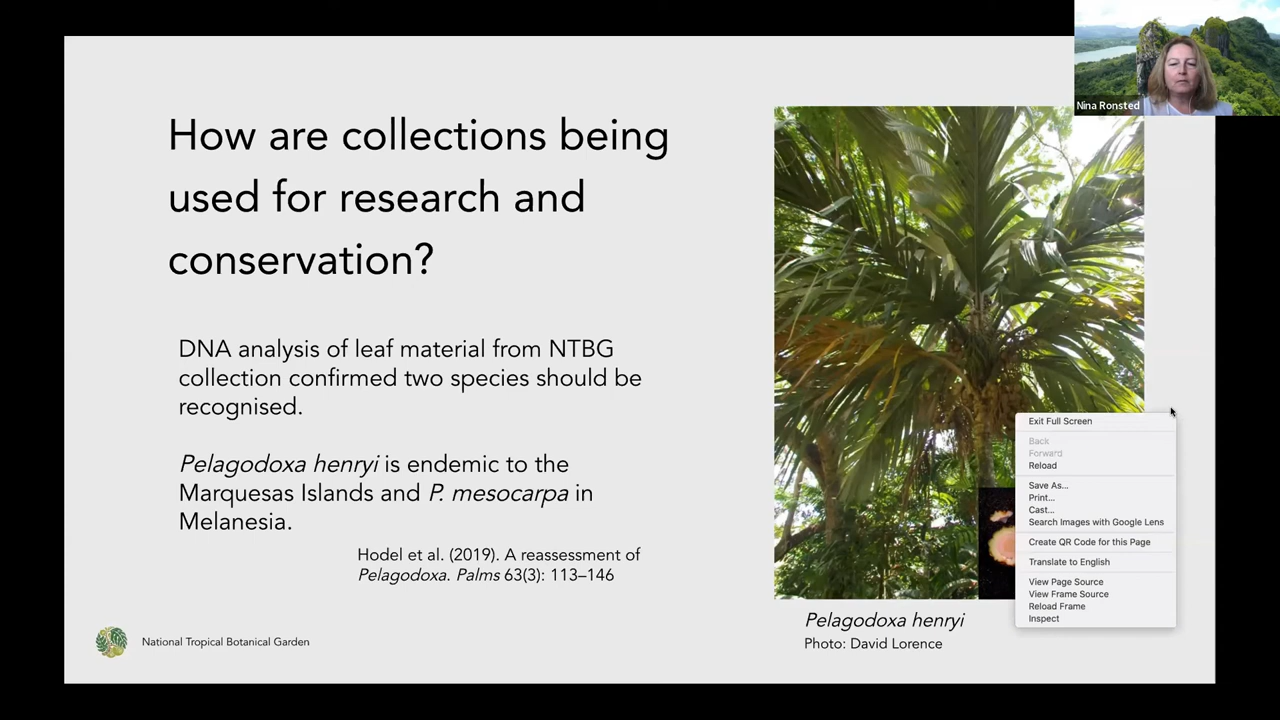 Nina Ronsted
How are collections being
used for research and
conservation?
DNA analysis of leaf material from NTBG
collection confirmed two species should be
recognised.
Pelagodoxa henryi is endemic to the
Marquesas Islands and P. mesocarpa in
Melanesia.
Hodel et al. (2019). A reassessment of
Pelagodoxa. Palms 63(3): 113–146
National Tropical Botanical Garden
Pelagodoxa henryi
Photo: David Lorence
Exit Full Screen
Back
Forward
Reload
Save As...
Print...
Cast...
Search Images with Google Lens
Create QR Code for this Page
Translate to English
View Page Source
View Frame Source
Reload Frame
Inspect